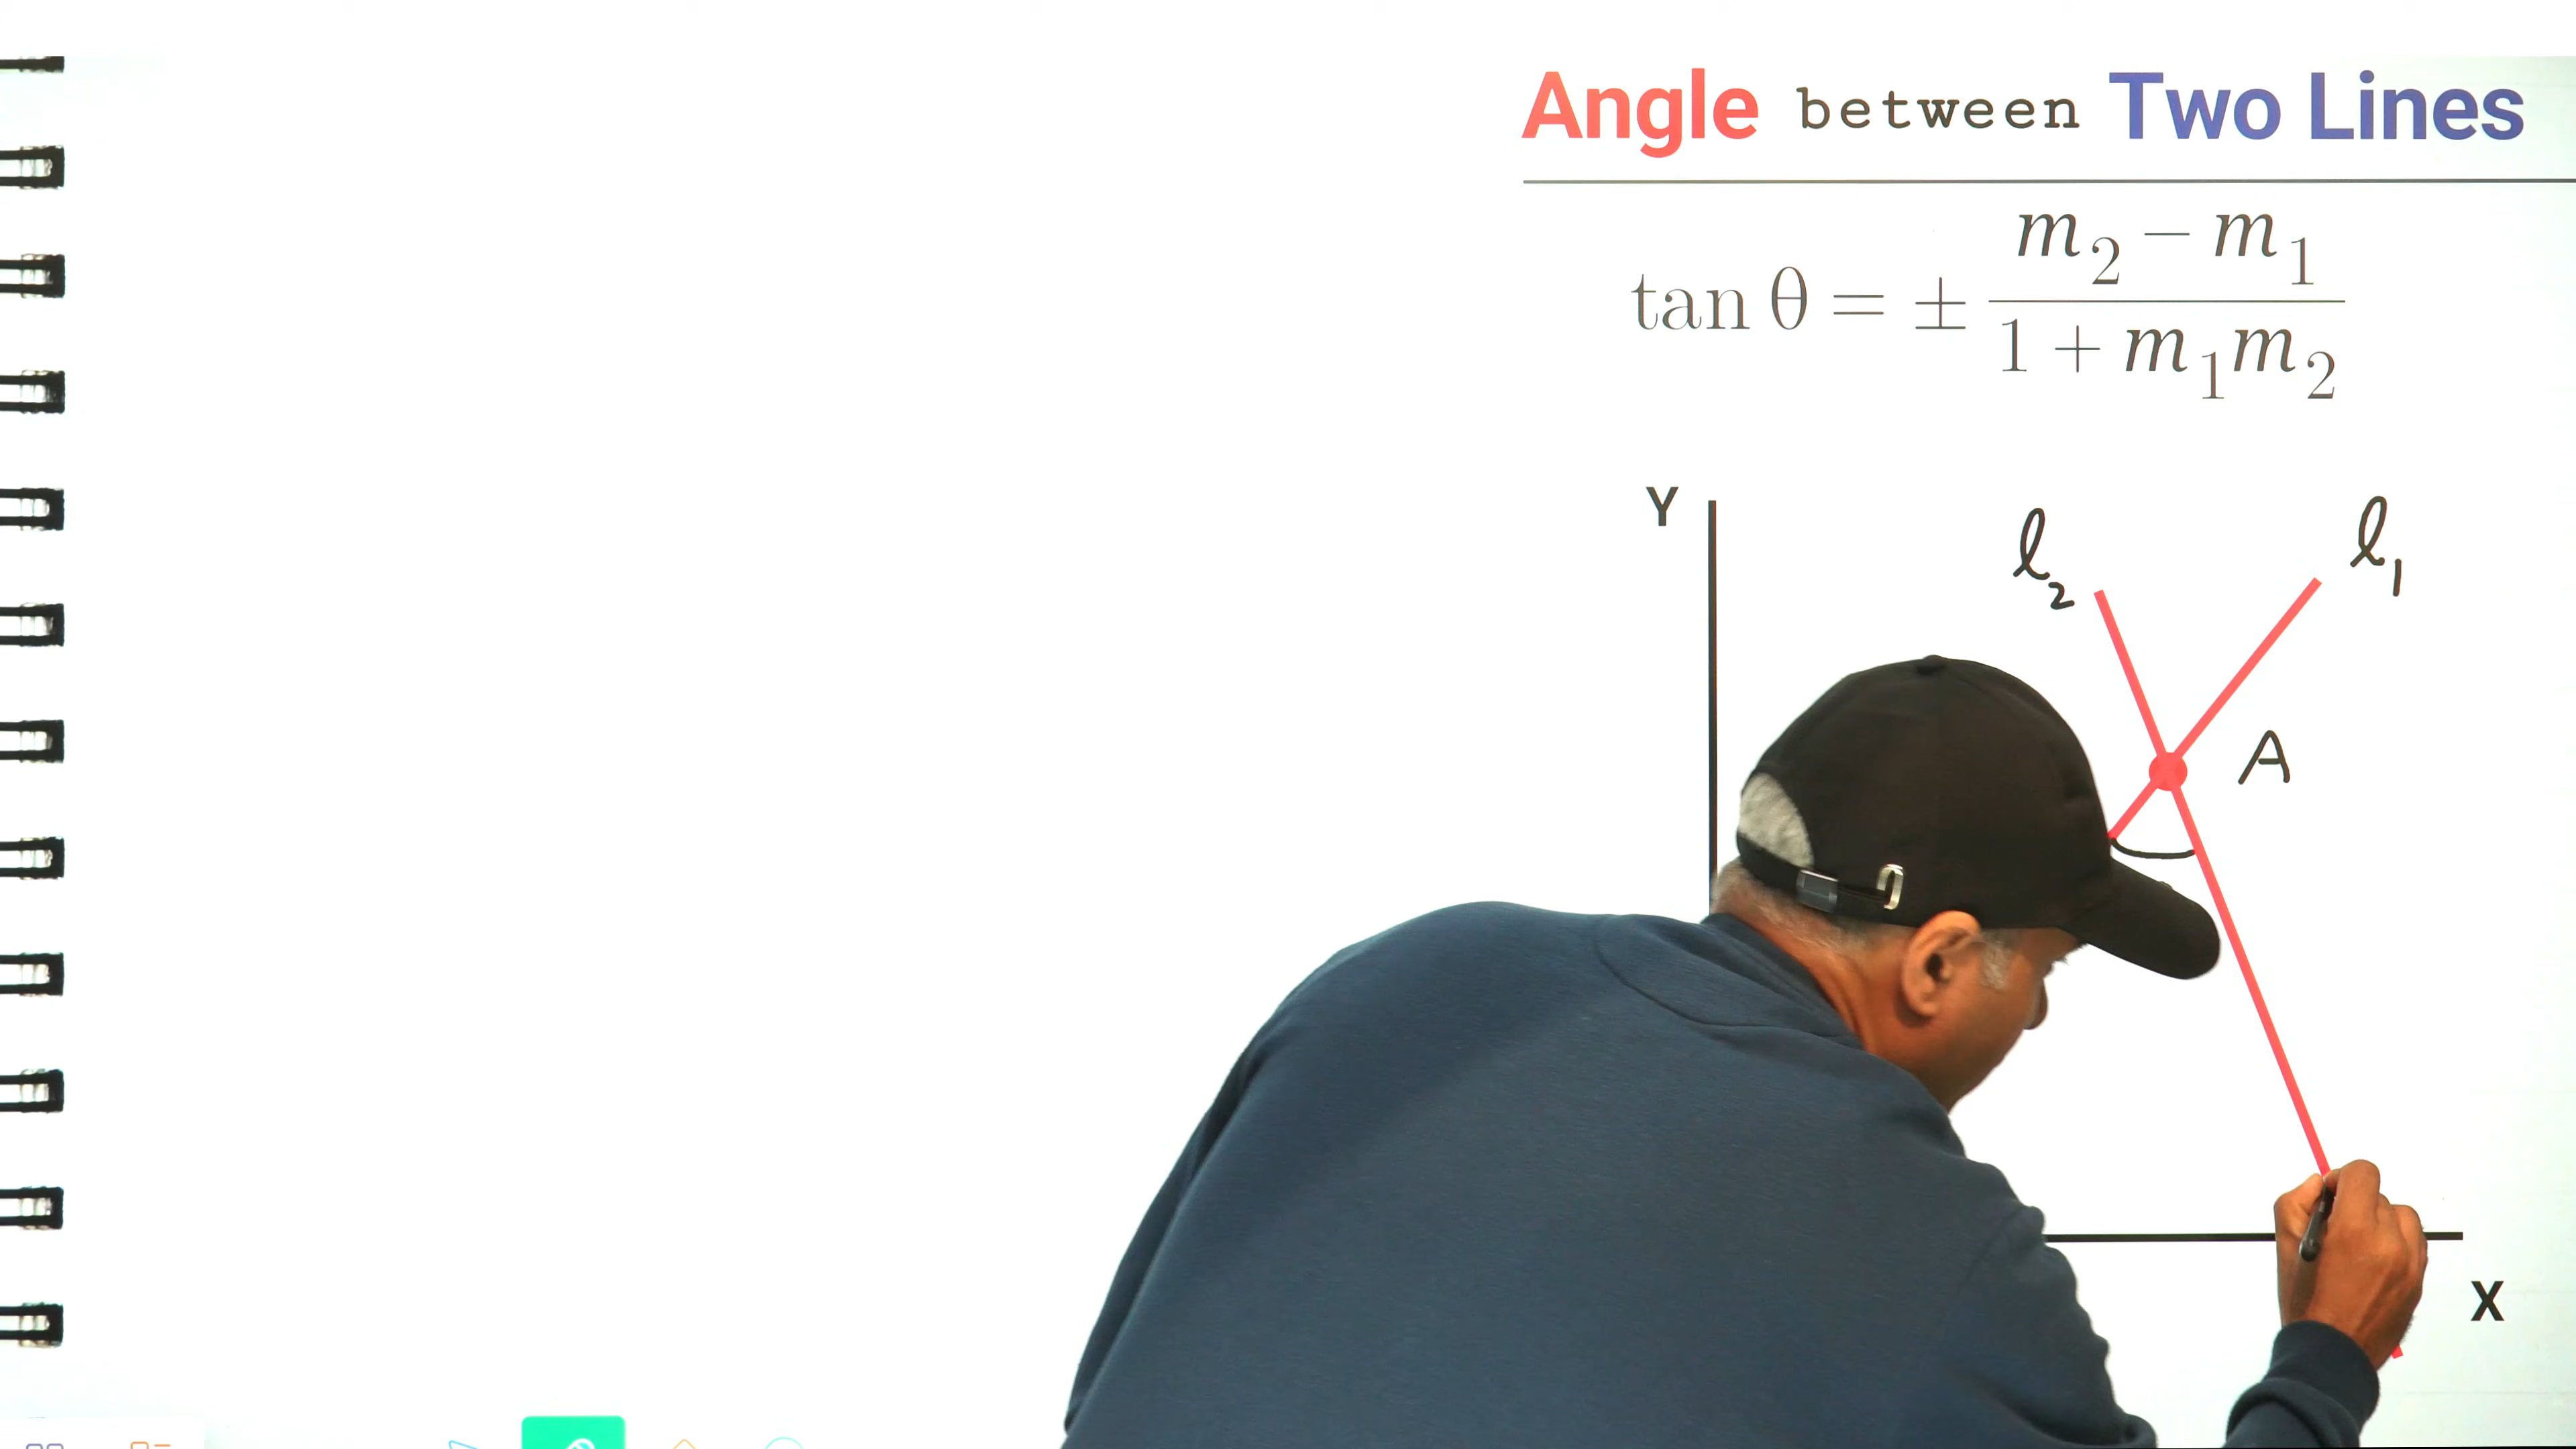 Angle between Two Lines
tan θ = ± (m₂ − m₁) / (1 + m₁m₂)
Y
l₂
l₁
A
X